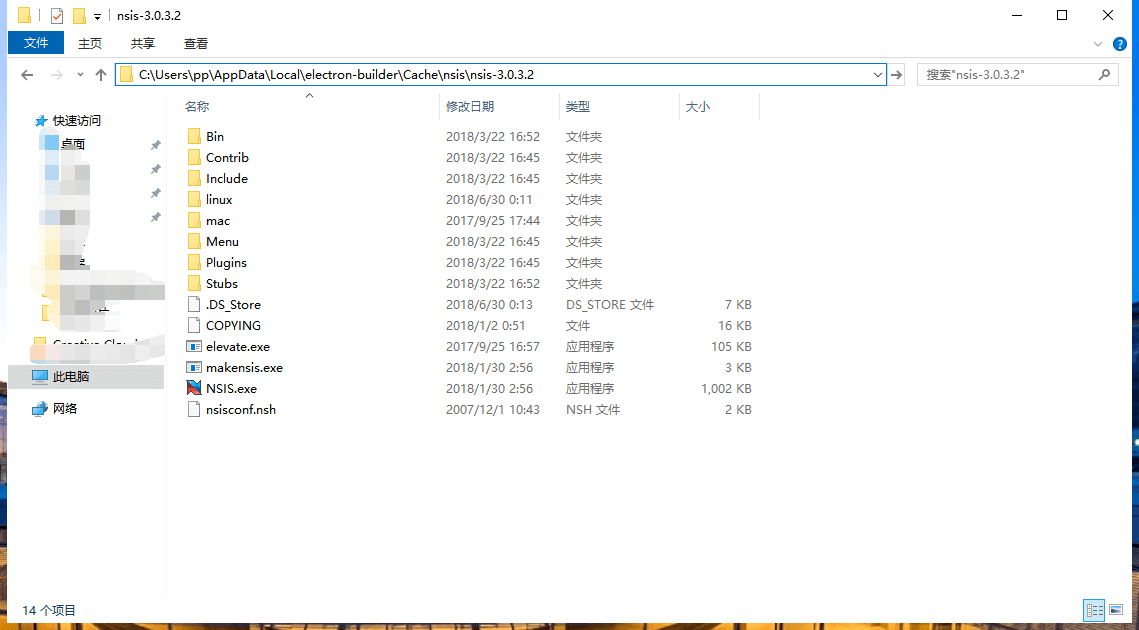 nsis-3.0.3.2
文件 主页 共享 查看
C:\Users\pp\AppData\Local\electron-builder\Cache\nsis\nsis-3.0.3.2
搜索"nsis-3.0.3.2"
快速访问
桌面
此电脑
网络
名称 修改日期 类型 大小
Bin 2018/3/22 16:52 文件夹
Contrib 2018/3/22 16:45 文件夹
Include 2018/3/22 16:45 文件夹
linux 2018/6/30 0:11 文件夹
mac 2017/9/25 17:44 文件夹
Menu 2018/3/22 16:45 文件夹
Plugins 2018/3/22 16:45 文件夹
Stubs 2018/3/22 16:52 文件夹
.DS_Store 2018/6/30 0:13 DS_STORE 文件 7 KB
COPYING 2018/1/2 0:51 文件 16 KB
elevate.exe 2017/9/25 16:57 应用程序 105 KB
makensis.exe 2018/1/30 2:56 应用程序 3 KB
NSIS.exe 2018/1/30 2:56 应用程序 1,002 KB
nsisconf.nsh 2007/12/1 10:43 NSH 文件 2 KB
14 个项目